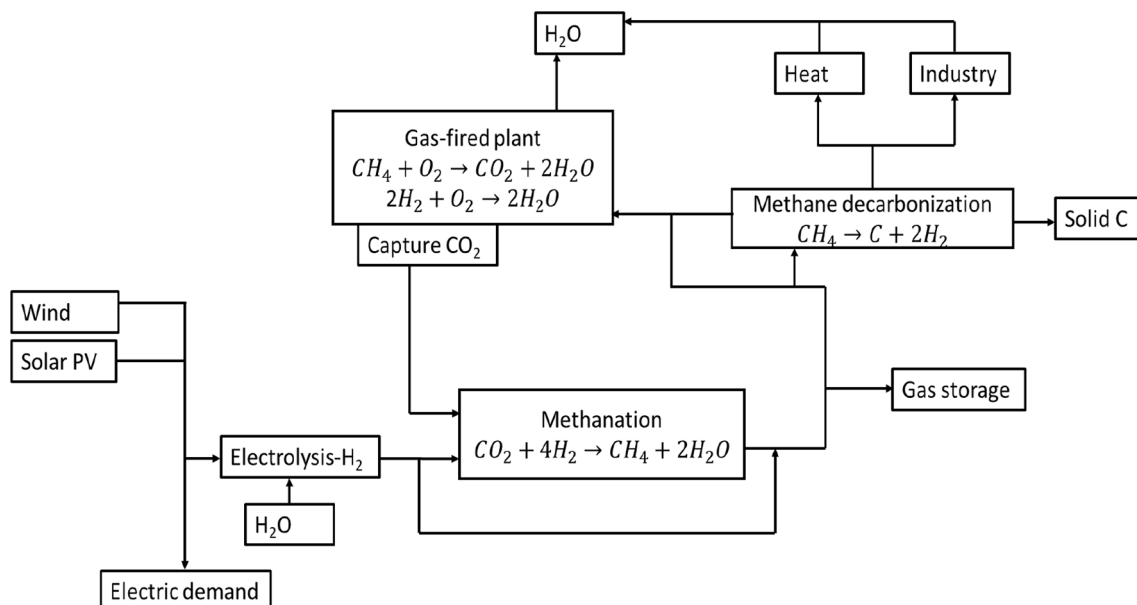 H₂O
Heat
Industry
Gas-fired plant
CH₄ + O₂ → CO₂ + 2H₂O
2H₂ + O₂ → 2H₂O
Capture CO₂
Methane decarbonization
CH₄ → C + 2H₂
Solid C
Wind
Solar PV
Gas storage
Methanation
CO₂ + 4H₂ → CH₄ + 2H₂O
Electrolysis-H₂
H₂O
Electric demand